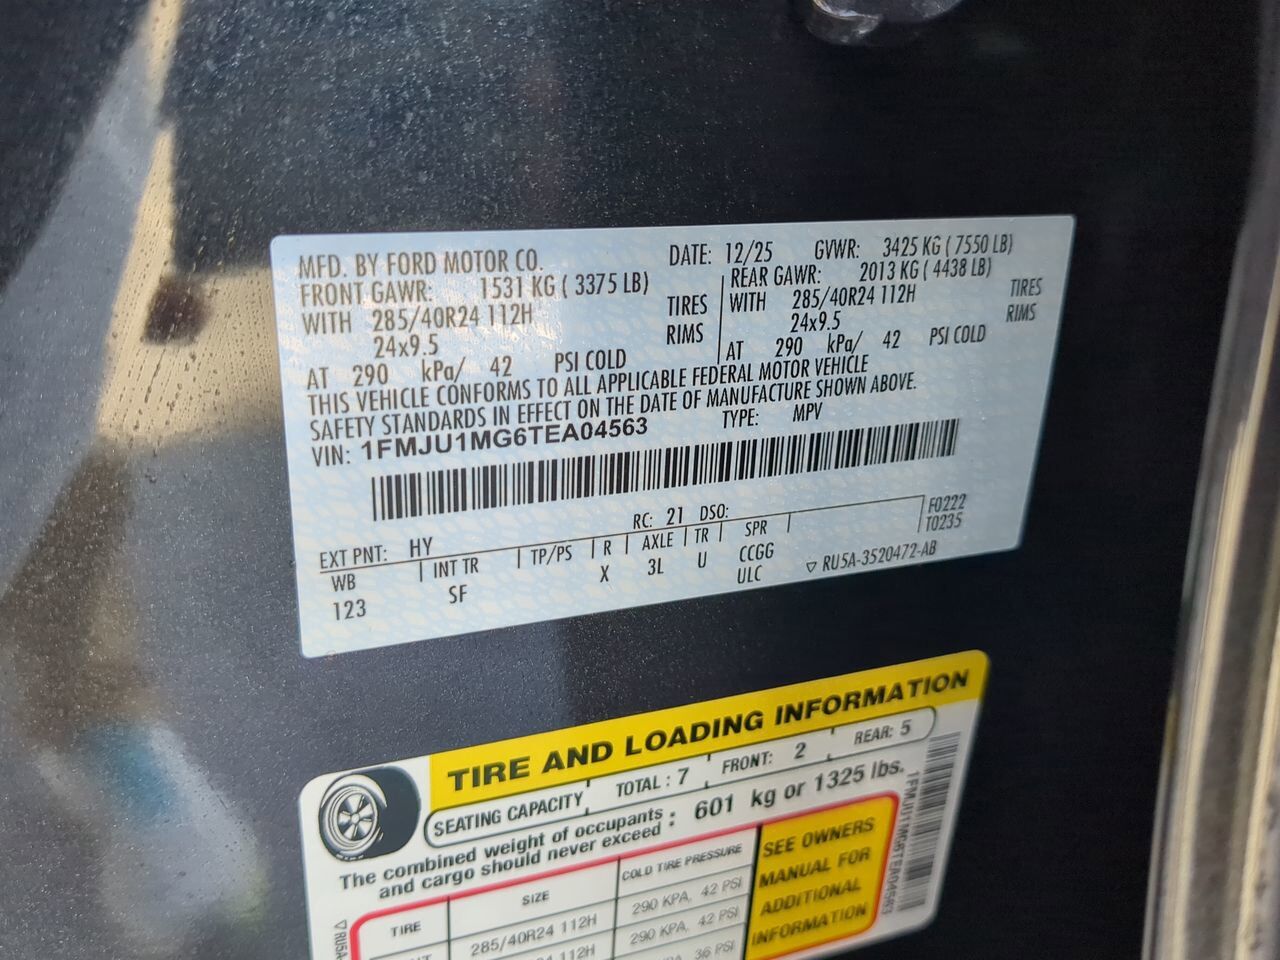 MFD. BY FORD MOTOR CO. DATE: 12/25 GVWR: 3425 KG ( 7550 LB)
FRONT GAWR: 1531 KG ( 3375 LB) REAR GAWR: 2013 KG ( 4438 LB)
WITH 285/40R24 112H TIRES WITH 285/40R24 112H TIRES
24x9.5 RIMS 24x9.5 RIMS
AT 290 kPa/ 42 PSI COLD AT 290 kPa/ 42 PSI COLD
THIS VEHICLE CONFORMS TO ALL APPLICABLE FEDERAL MOTOR VEHICLE
SAFETY STANDARDS IN EFFECT ON THE DATE OF MANUFACTURE SHOWN ABOVE.
VIN: 1FMJU1MG6TEA04563 TYPE: MPV
EXT PNT: HY RC: 21 DSO: F0222
WB INT TR TP/PS R AXLE TR SPR T0235
123 SF X 3L U CCGG
ULC ▽ RU5A-3520472-AB
TIRE AND LOADING INFORMATION
SEATING CAPACITY TOTAL : 7 FRONT: 2 REAR: 5
The combined weight of occupants
and cargo should never exceed : 601 kg or 1325 lbs.
TIRE SIZE COLD TIRE PRESSURE
285/40R24 112H 290 KPA, 42 PSI
112H 290 KPA, 42 PSI
36 PSI
SEE OWNERS
MANUAL FOR
ADDITIONAL
INFORMATION
1FMJU1MG6TEA04563
▽ RU5A